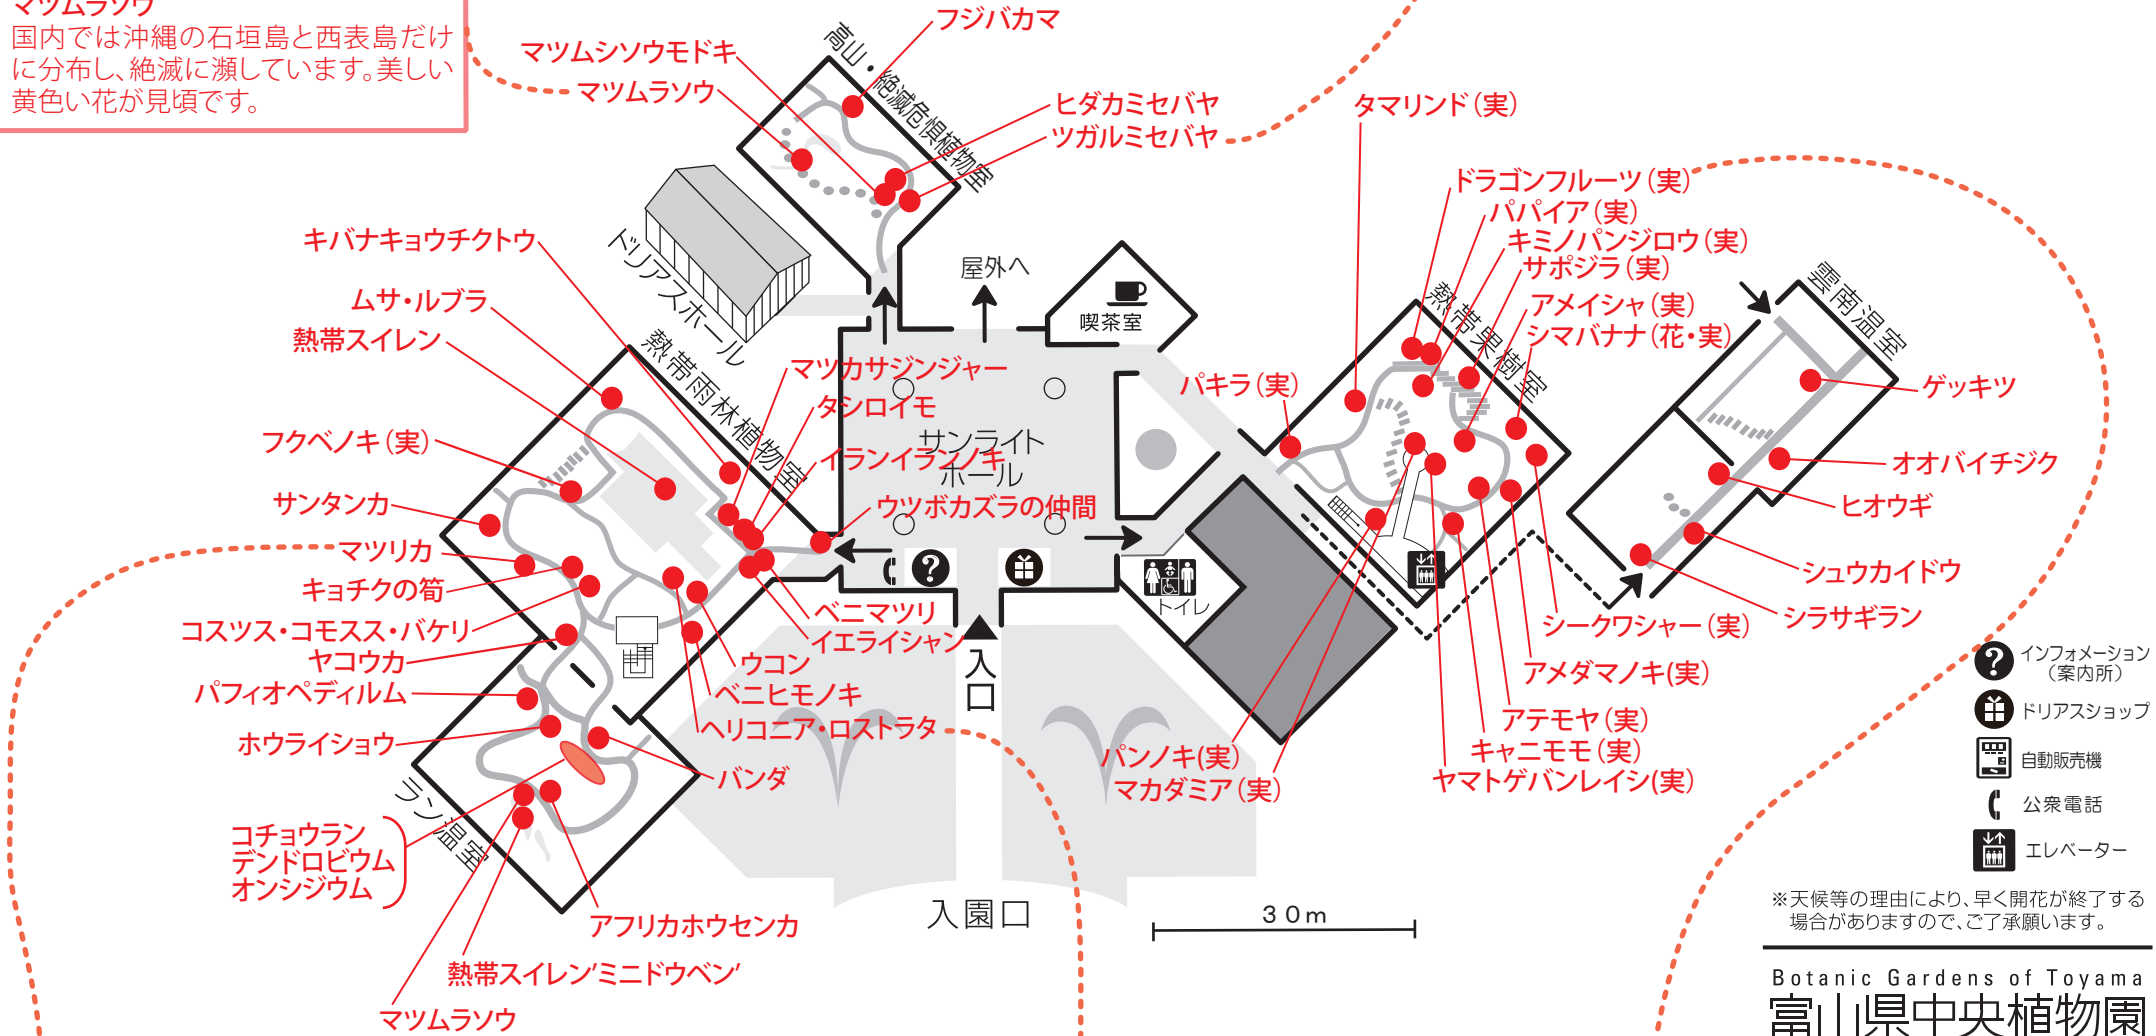 マツムラソウ
国内では沖縄の石垣島と西表島だけ
に分布し、絶滅に瀕しています。美しい
黄色い花が見頃です。
フジバカマ
マツムシソウモドキ
マツムラソウ
高山・絶滅危惧植物室
ヒダカミセバヤ
ツガルミセバヤ
ドリアスホール
屋外へ
喫茶室
タマリンド（実）
ドラゴンフルーツ（実）
パパイア（実）
キミノバンジロウ（実）
サポジラ（実）
アメイシャ（実）
シマバナナ（花・実）
熱帯果樹室
パキラ（実）
雲南温室
ゲッキツ
オオバイチジク
ヒオウギ
シュウカイドウ
シラサギラン
キバナキョウチクトウ
ムサ・ルブラ
熱帯スイレン
熱帯雨林植物室
マツカサジンジャー
タシロイモ
イランイランノキ
サンライト
ホール
ウツボカズラの仲間
フクベノキ（実）
サンタンカ
マツリカ
キョチクの筍
コスツス・コモスス・バケリ
ヤコウカ
パフィオペディルム
ホウライショウ
ベニマツリ
イエライシャン
ウコン
ベニヒモノキ
ヘリコニア・ロストラタ
バンダ
ラン温室
コチョウラン
デンドロビウム
オンシジウム
アフリカホウセンカ
熱帯スイレン’ミニドウベン’
マツムラソウ
入口
トイレ
シークワシャー（実）
アメダマノキ(実）
アテモヤ（実）
キャニモモ（実）
ヤマトゲバンレイシ(実）
パンノキ(実）
マカダミア（実）
入園口
30m
インフォメーション
（案内所）
ドリアスショップ
自動販売機
公衆電話
エレベーター
※天候等の理由により、早く開花が終了する
場合がありますので、ご了承願います。
Botanic Gardens of Toyama
富山県中央植物園